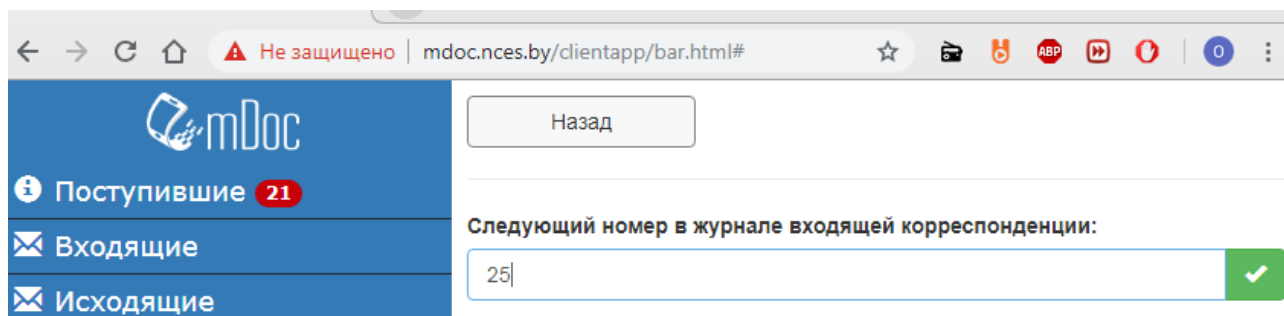 Не защищено | mdoc.nces.by/clientapp/bar.html#
ABP
O
mDoc
Назад
Поступившие 21
Входящие
Исходящие
Следующий номер в журнале входящей корреспонденции:
25